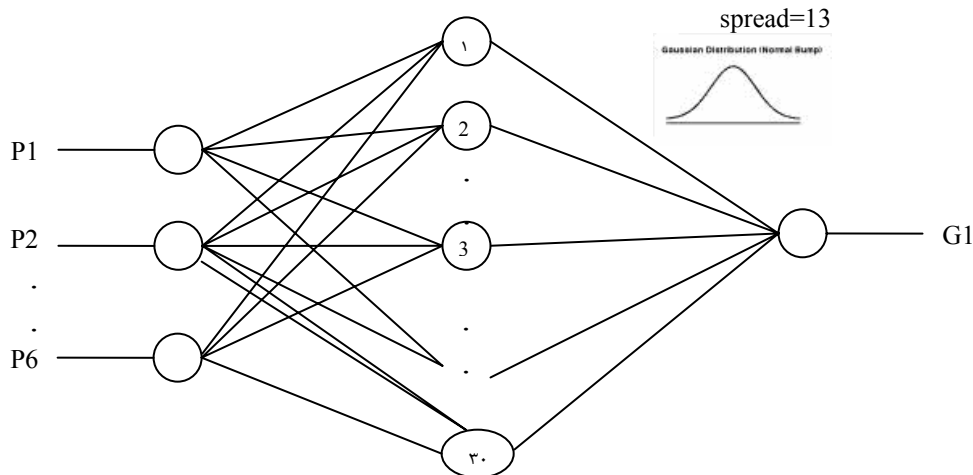 spread=13
Gaussian Distribution (Normal Bump)
١
2
3
٣٠
P1
P2
.
.
P6
.
.
.
.
G1